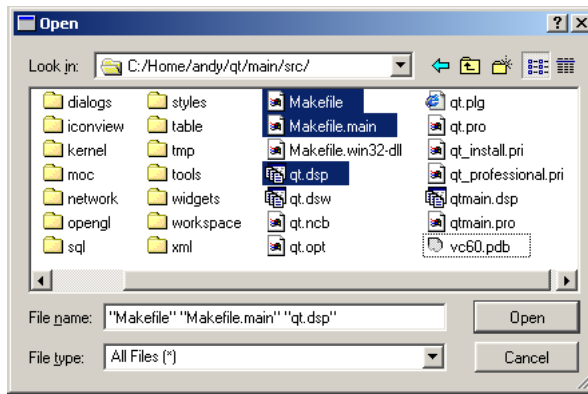 Open
Look in: C:/Home/andy/qt/main/src/
dialogs styles Makefile qt.plg
iconview table Makefile.main qt.pro
kernel tmp Makefile.win32-dll qt_install.pri
moc tools qt.dsp qt_professional.pri
network widgets qt.dsw qtmain.dsp
opengl workspace qt.ncb qtmain.pro
sql xml qt.opt vc60.pdb
File name: "Makefile" "Makefile.main" "qt.dsp" Open
File type: All Files (*) Cancel